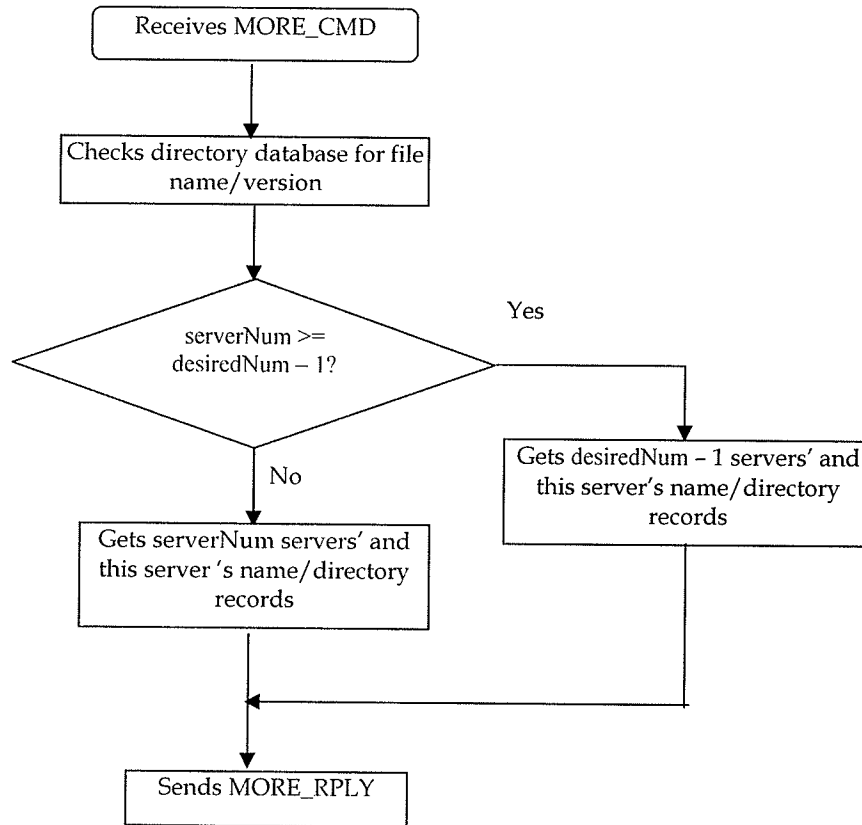 Receives MORE_CMD
Checks directory database for file
name/version
serverNum >=
desiredNum – 1?
Yes
No
Gets desiredNum – 1 servers' and
this server's name/directory
records
Gets serverNum servers' and
this server 's name/directory
records
Sends MORE_RPLY